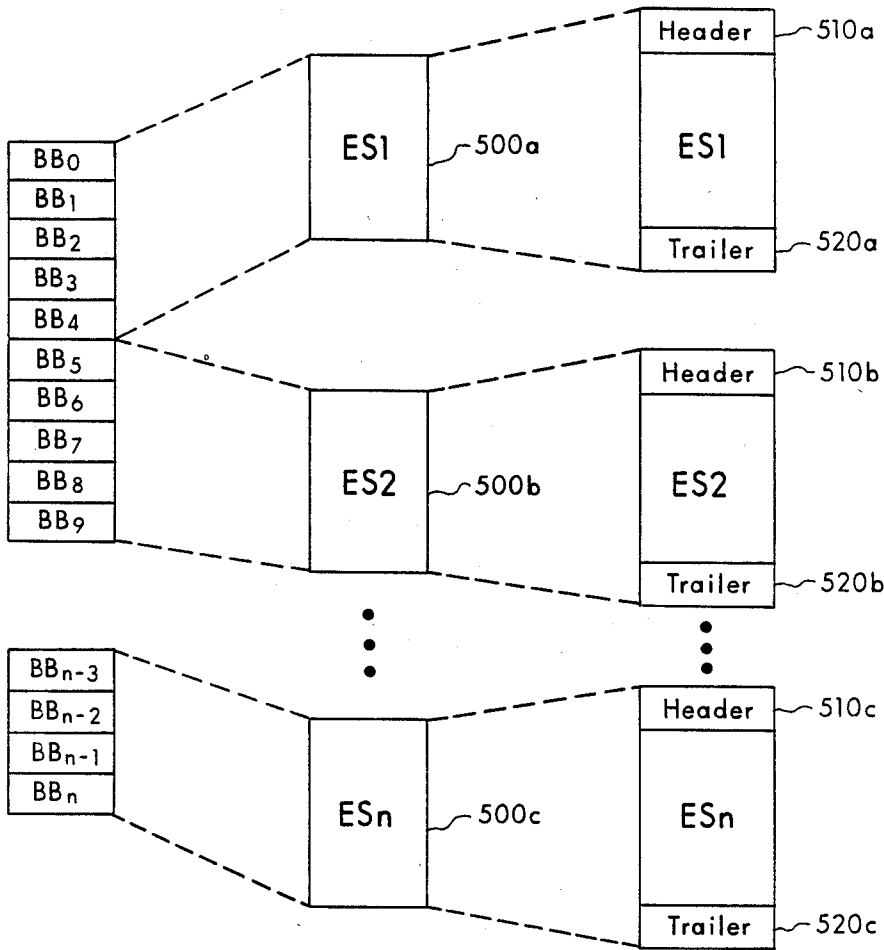 BB0
BB1
BB2
BB3
BB4
BB5
BB6
BB7
BB8
BB9
BBn-3
BBn-2
BBn-1
BBn
ES1
500a
ES2
500b
ESn
500c
Header
510a
ES1
Trailer
520a
Header
510b
ES2
Trailer
520b
Header
510c
ESn
Trailer
520c